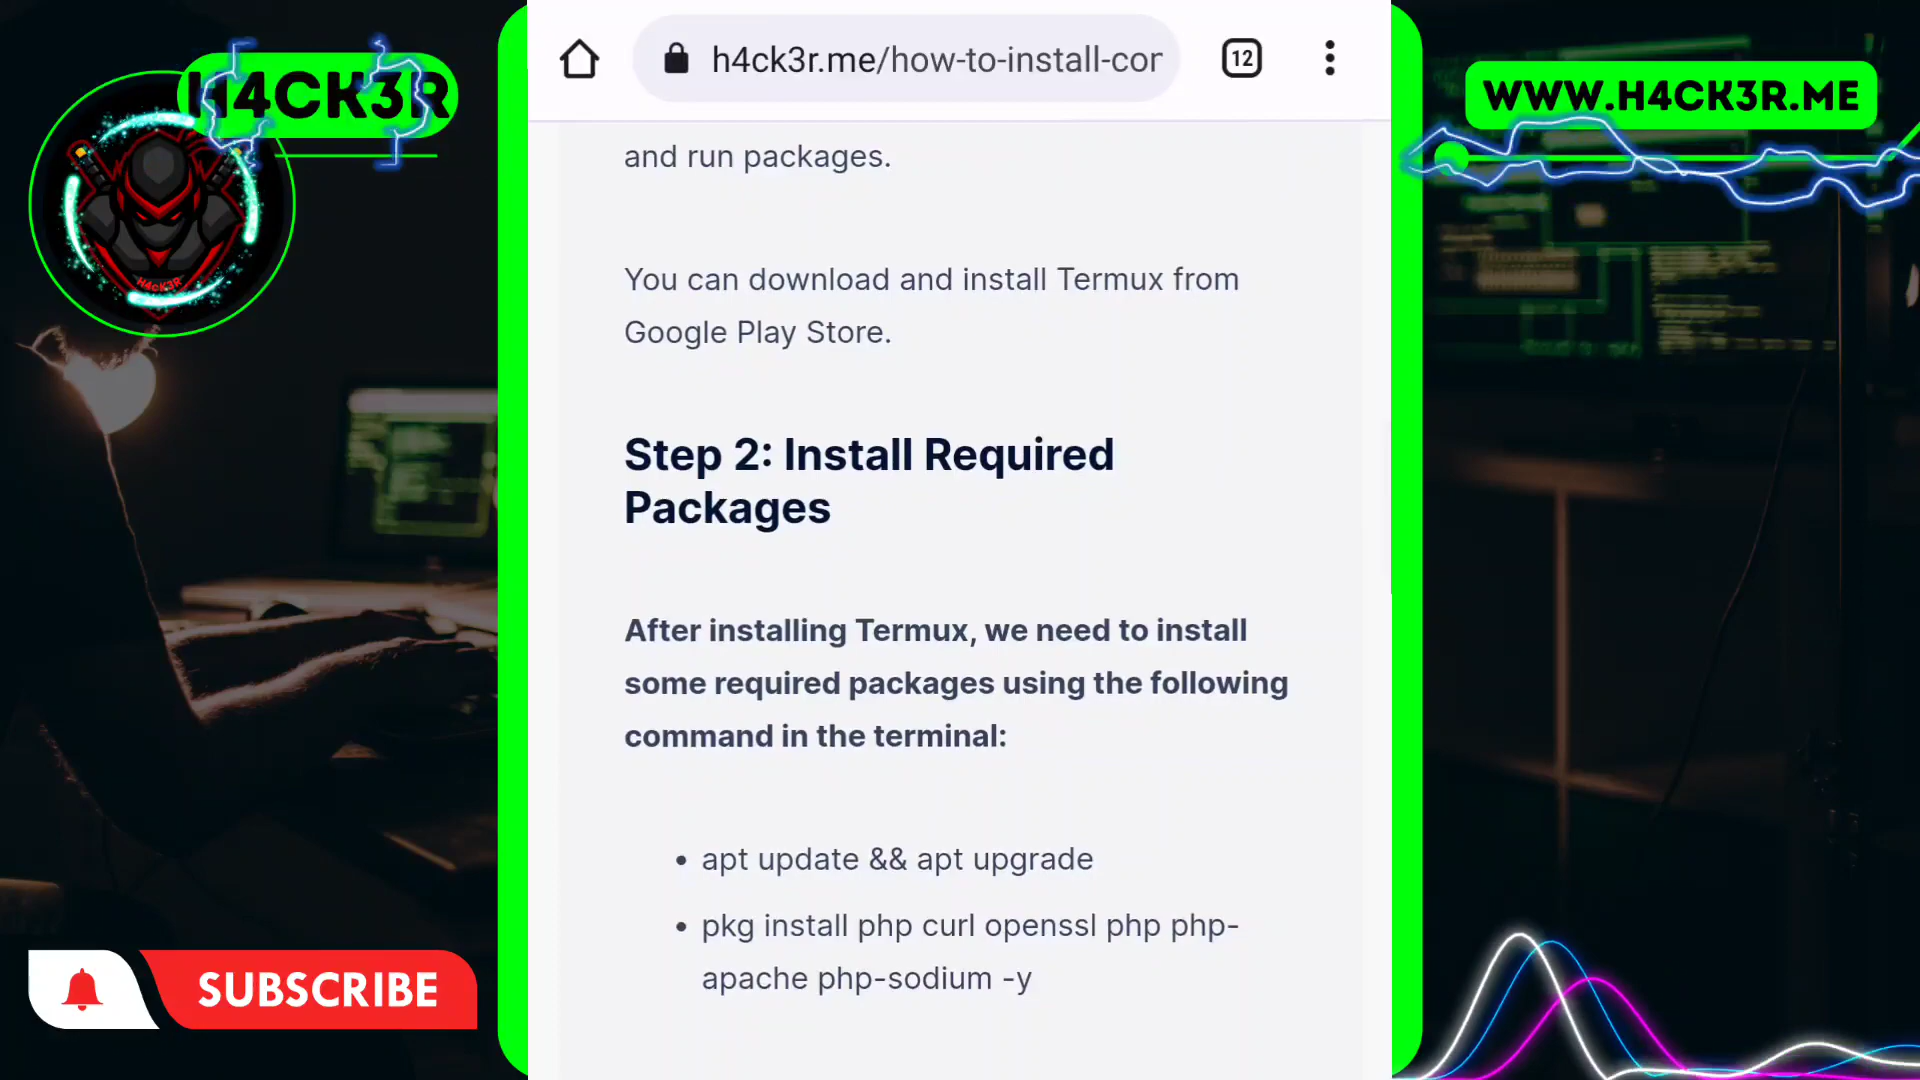 H4CK3R
H4CK3R
h4ck3r.me/how-to-install-cor
12
WWW.H4CK3R.ME
and run packages.
You can download and install Termux from
Google Play Store.
Step 2: Install Required
Packages
After installing Termux, we need to install
some required packages using the following
command in the terminal:
• apt update && apt upgrade
• pkg install php curl openssl php php-
apache php-sodium -y
SUBSCRIBE